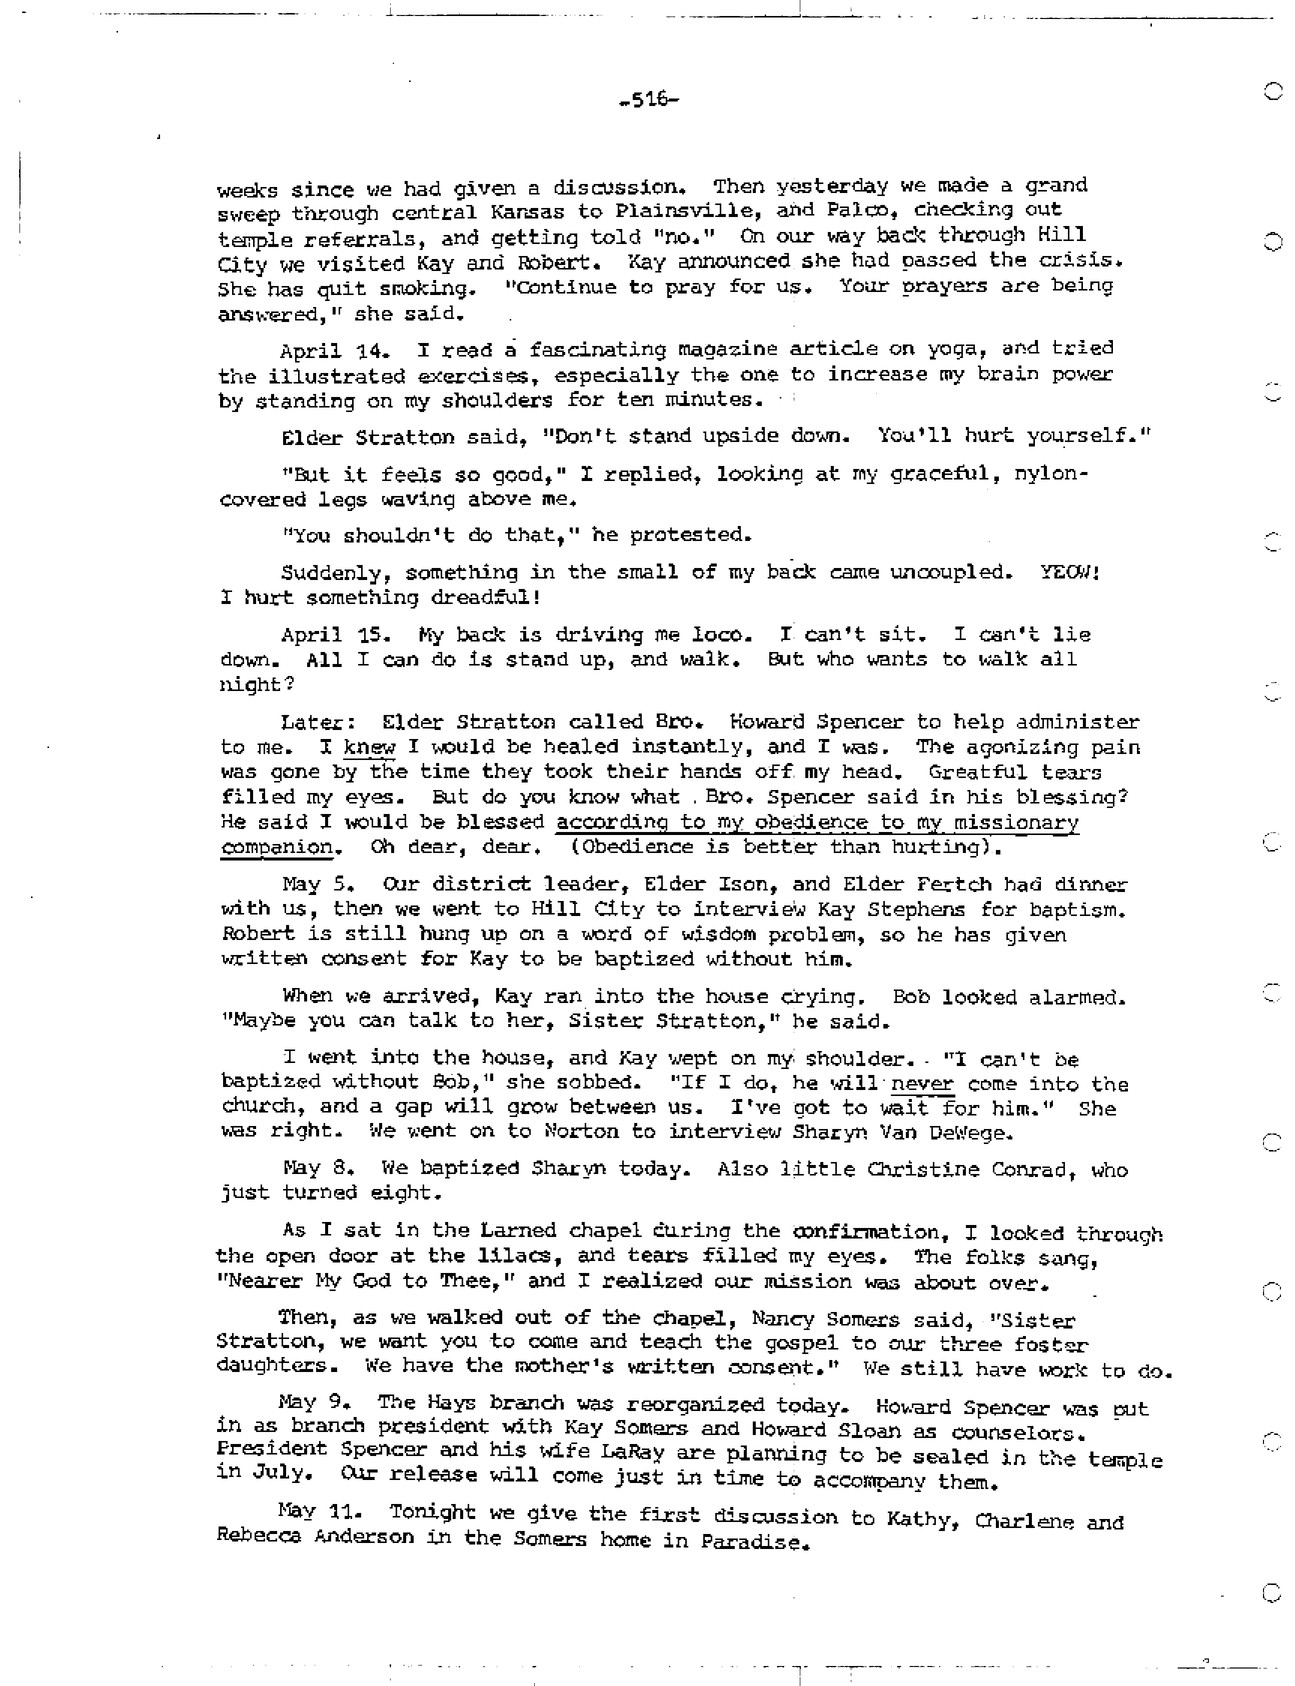 -516-
weeks since we had given a discussion. Then yesterday we made a grand
sweep through central Kansas to Plainsville, and Palco, checking out
temple referrals, and getting told "no." On our way back through Hill
City we visited Kay and Robert. Kay announced she had passed the crisis.
She has quit smoking. "Continue to pray for us. Your prayers are being
answered," she said.
April 14. I read a fascinating magazine article on yoga, and tried
the illustrated exercises, especially the one to increase my brain power
by standing on my shoulders for ten minutes.
Elder Stratton said, "Don't stand upside down. You'll hurt yourself."
"But it feels so good," I replied, looking at my graceful, nylon-
covered legs waving above me.
"You shouldn't do that," he protested.
Suddenly, something in the small of my back came uncoupled. YEOW!
I hurt something dreadful!
April 15. My back is driving me loco. I can't sit. I can't lie
down. All I can do is stand up, and walk. But who wants to walk all
night?
Later: Elder Stratton called Bro. Howard Spencer to help administer
to me. I knew I would be healed instantly, and I was. The agonizing pain
was gone by the time they took their hands off my head. Greatful tears
filled my eyes. But do you know what Bro. Spencer said in his blessing?
He said I would be blessed according to my obedience to my missionary
companion. Oh dear, dear. (Obedience is better than hurting).
May 5. Our district leader, Elder Ison, and Elder Fertch had dinner
with us, then we went to Hill City to interview Kay Stephens for baptism.
Robert is still hung up on a word of wisdom problem, so he has given
written consent for Kay to be baptized without him.
When we arrived, Kay ran into the house crying. Bob looked alarmed.
"Maybe you can talk to her, Sister Stratton," he said.
I went into the house, and Kay wept on my shoulder. "I can't be
baptized without Bob," she sobbed. "If I do, he will never come into the
church, and a gap will grow between us. I've got to wait for him." She
was right. We went on to Norton to interview Sharyn Van DeWege.
May 8. We baptized Sharyn today. Also little Christine Conrad, who
just turned eight.
As I sat in the Larned chapel during the confirmation, I looked through
the open door at the lilacs, and tears filled my eyes. The folks sang,
"Nearer My God to Thee," and I realized our mission was about over.
Then, as we walked out of the chapel, Nancy Somers said, "Sister
Stratton, we want you to come and teach the gospel to our three foster
daughters. We have the mother's written consent." We still have work to do.
May 9. The Hays branch was reorganized today. Howard Spencer was put
in as branch president with Kay Somers and Howard Sloan as counselors.
President Spencer and his wife LaRay are planning to be sealed in the temple
in July. Our release will come just in time to accompany them.
May 11. Tonight we give the first discussion to Kathy, Charlene and
Rebecca Anderson in the Somers home in Paradise.